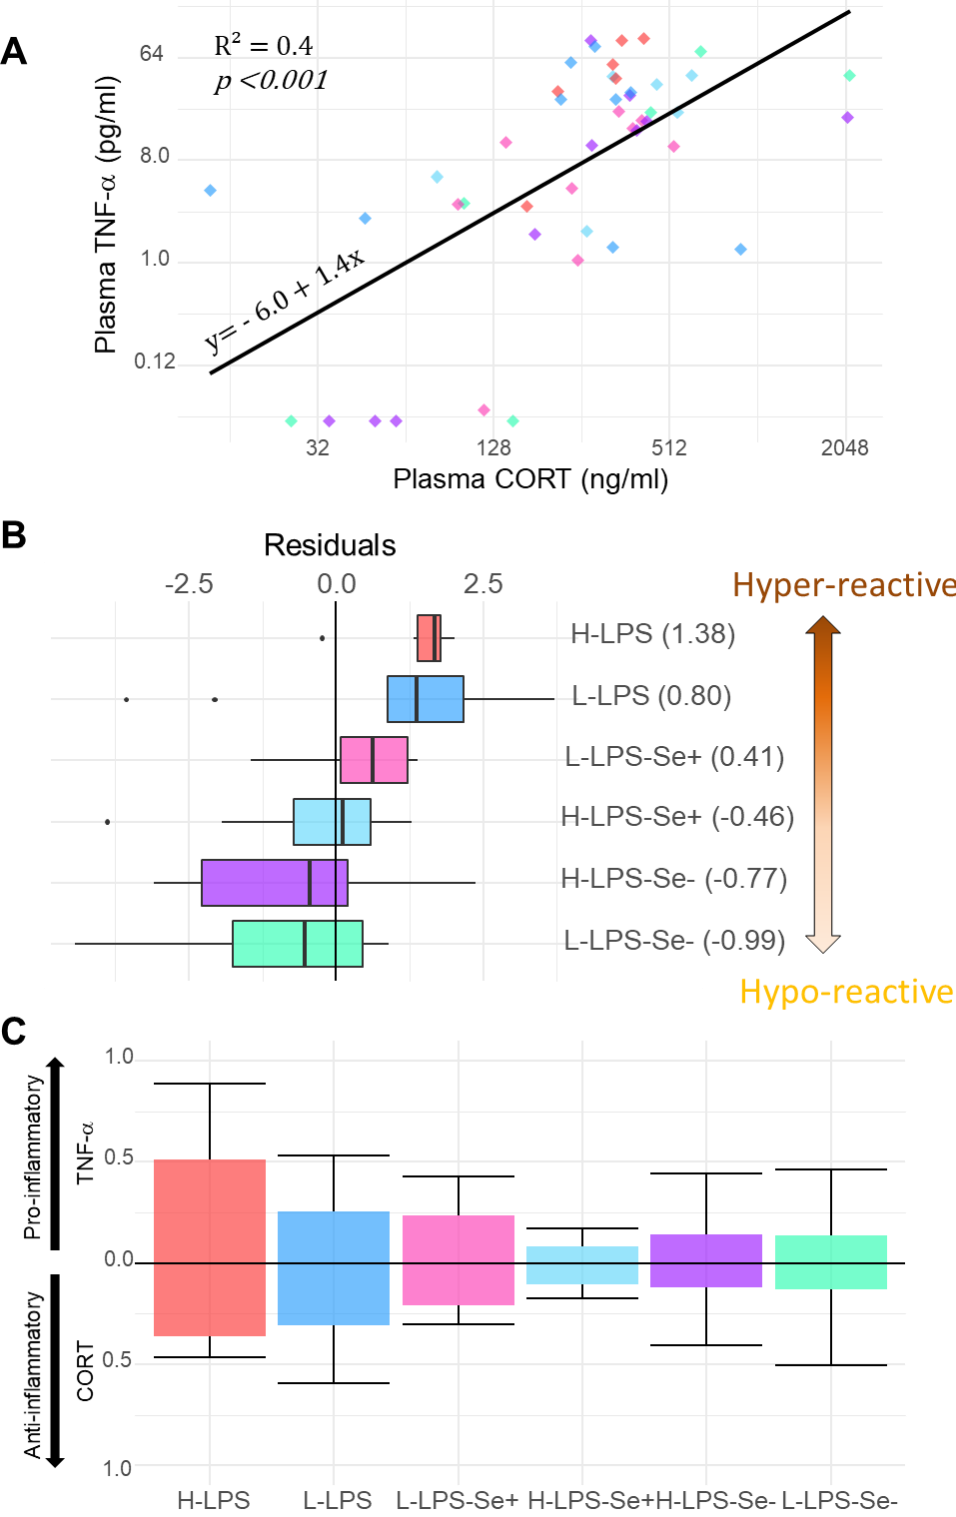 A
R² = 0.4
p <0.001
64
8.0
1.0
0.12
Plasma TNF-α (pg/ml)
y= - 6.0 + 1.4x
32 128 512 2048
Plasma CORT (ng/ml)
B
Residuals
-2.5 0.0 2.5
Hyper-reactive
H-LPS (1.38)
L-LPS (0.80)
L-LPS-Se+ (0.41)
H-LPS-Se+ (-0.46)
H-LPS-Se- (-0.77)
L-LPS-Se- (-0.99)
Hypo-reactive
C
Pro-inflammatory
Anti-inflammatory
TNF-α
CORT
1.0
0.5
0.0
0.5
1.0
H-LPS L-LPS L-LPS-Se+ H-LPS-Se+ H-LPS-Se- L-LPS-Se-